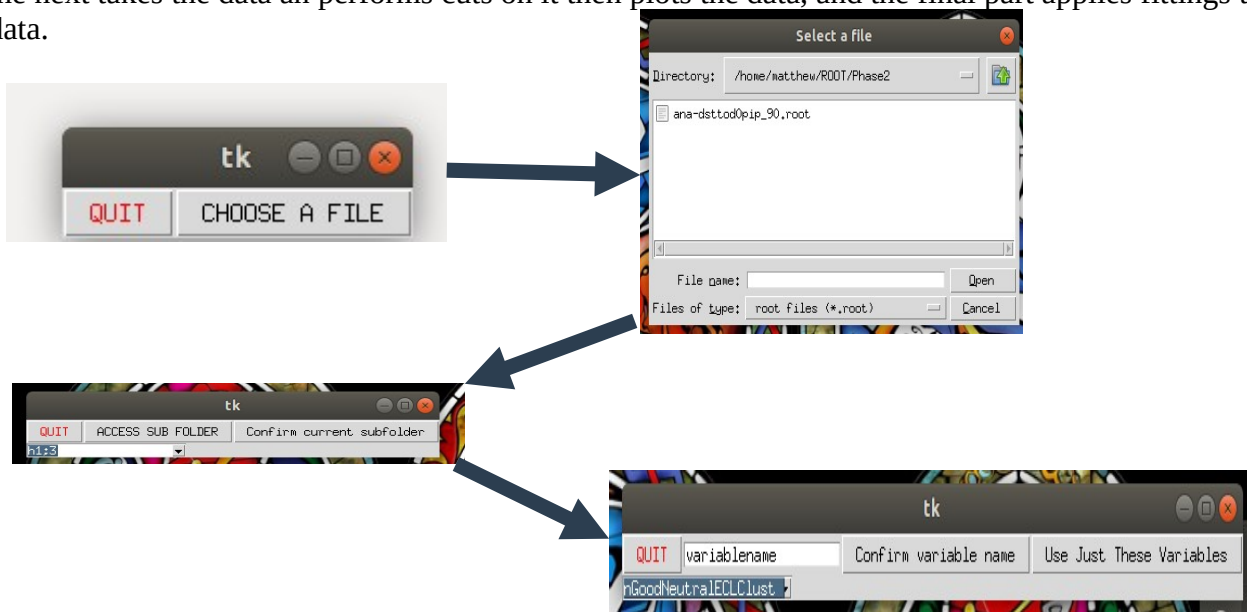 he next takes the data an performs cuts on it then plots the data, and the final part applies fittings t
data.
tk
QUIT CHOOSE A FILE
Select a file
Directory: /home/matthew/ROOT/Phase2
ana-dsttod0pip_90.root
File name: Open
Files of type: root files (*.root) Cancel
tk
QUIT ACCESS SUB FOLDER Confirm current subfolder
h1;3
tk
QUIT variablename Confirm variable name Use Just These Variables
nGoodNeutralECLClust